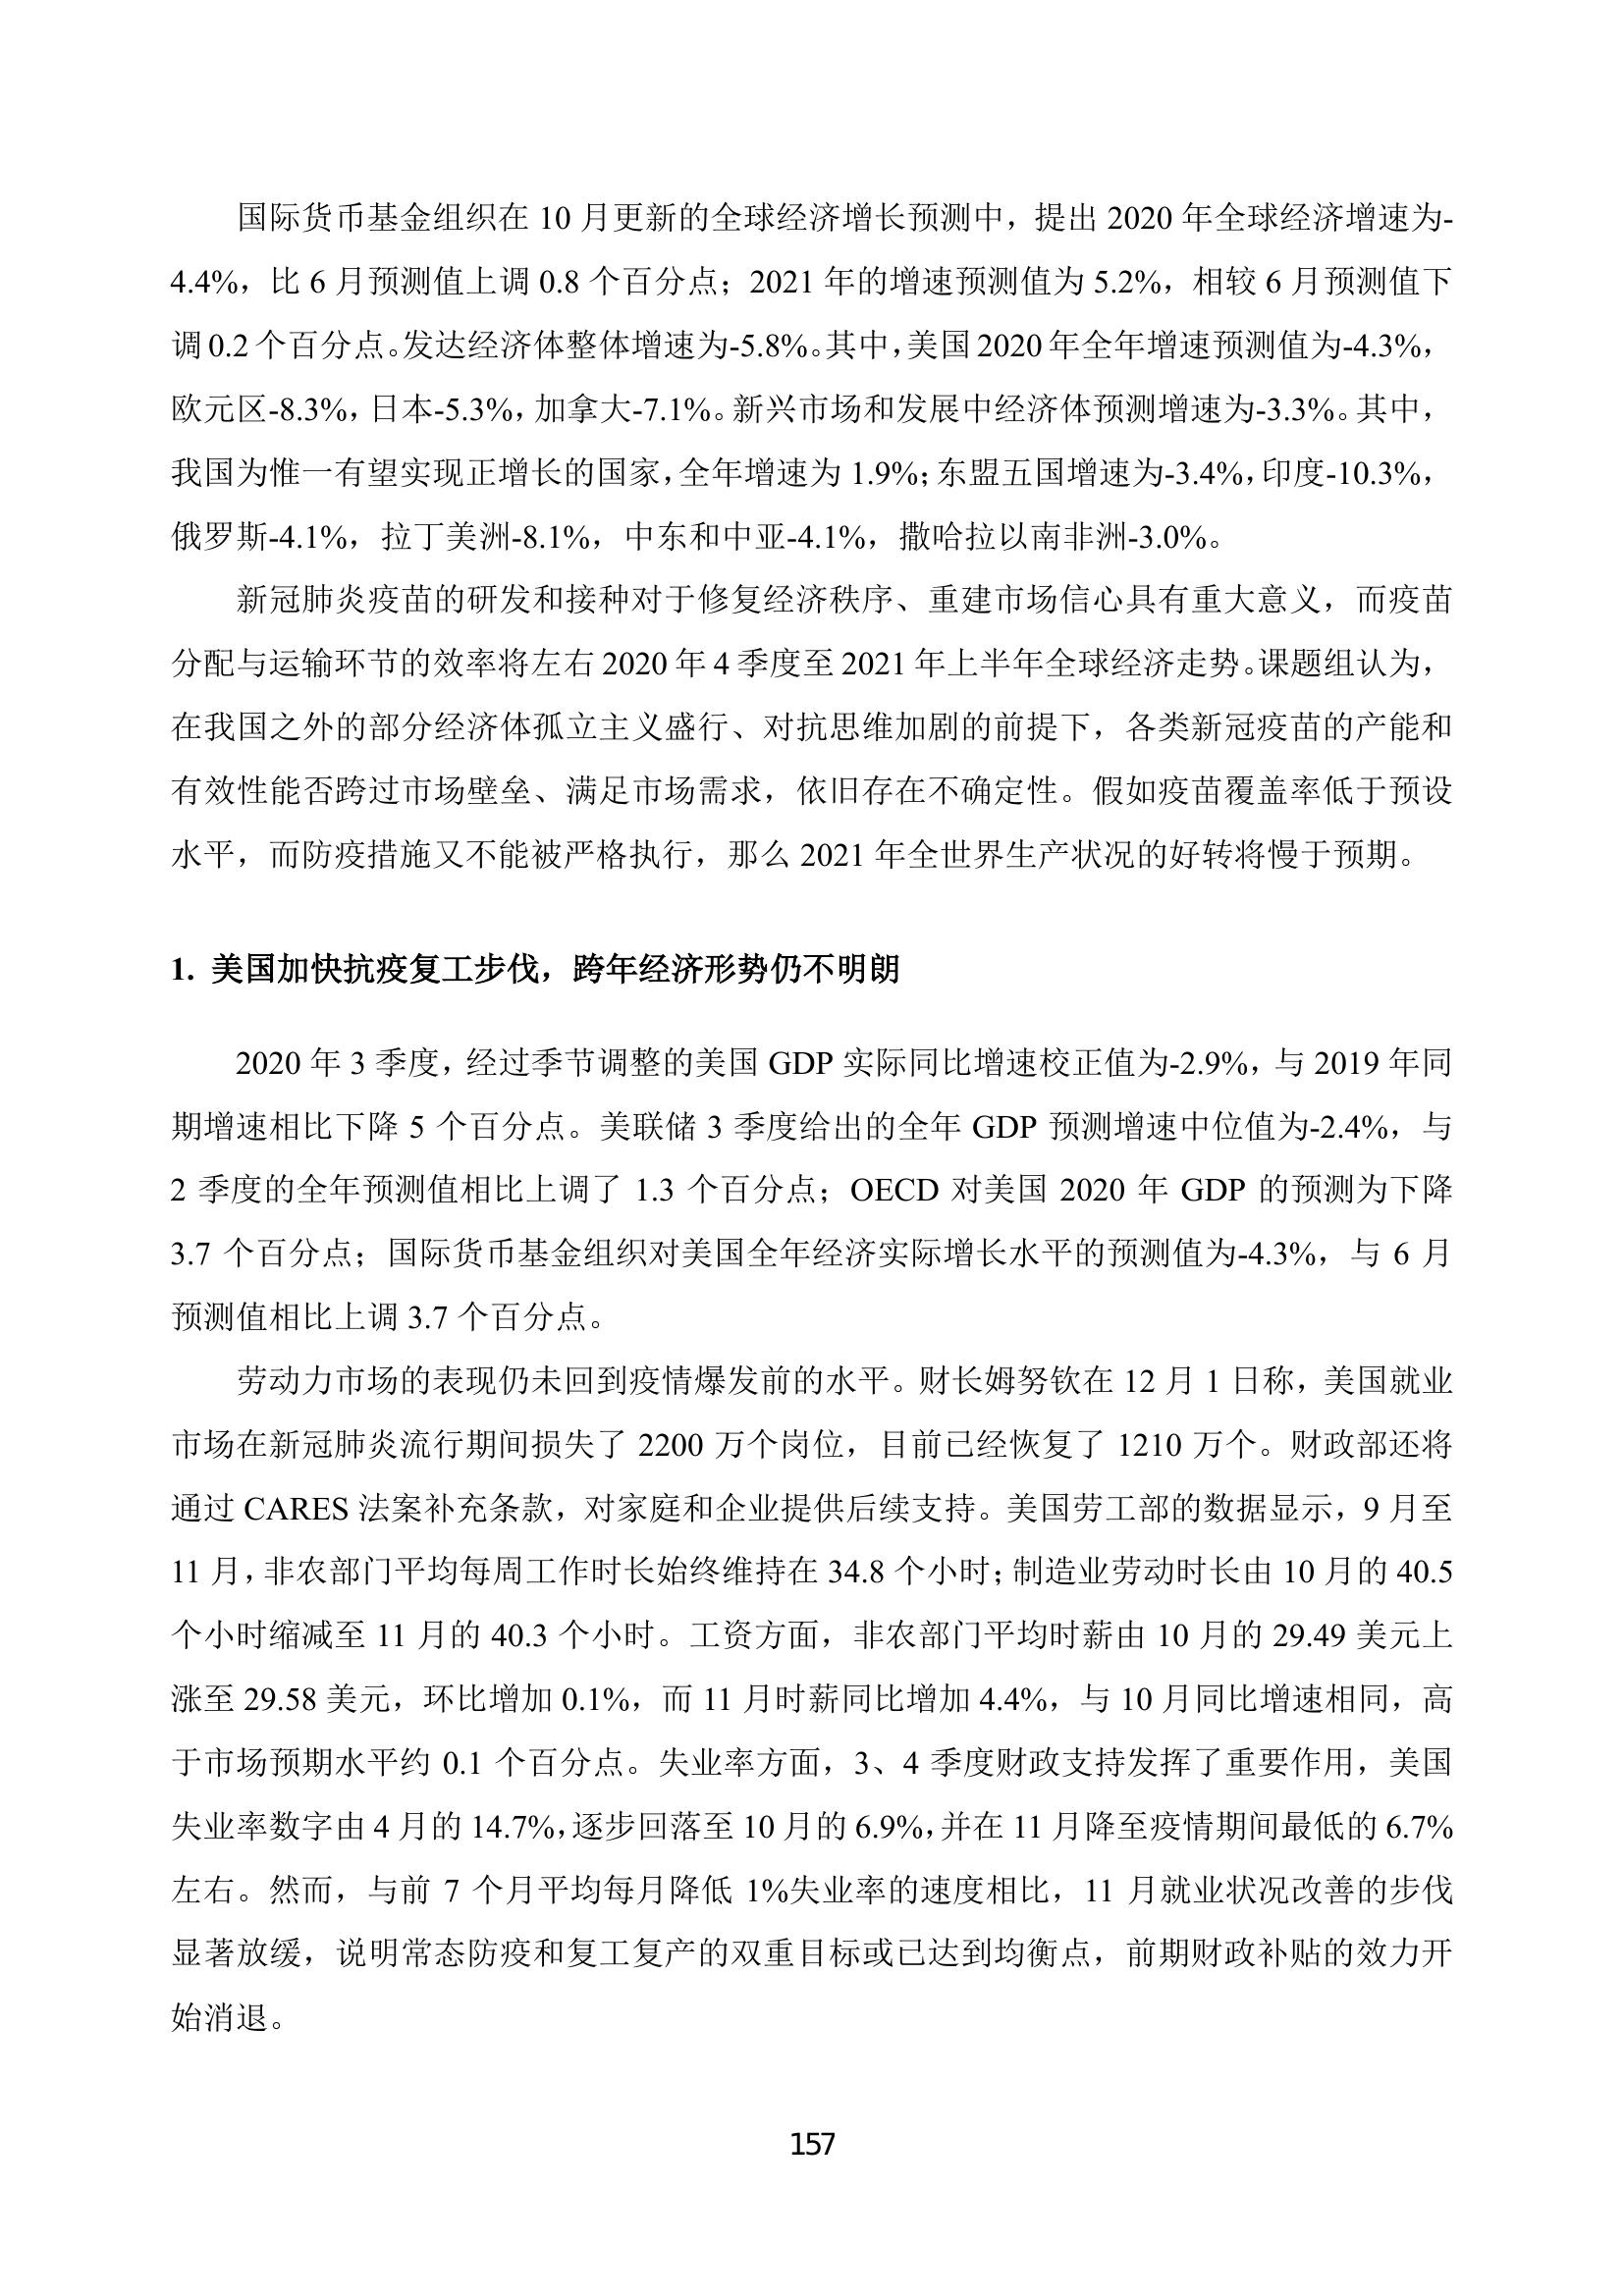 国际货币基金组织在 10 月更新的全球经济增长预测中，提出 2020 年全球经济增速为-
4.4%，比 6 月预测值上调 0.8 个百分点；2021 年的增速预测值为 5.2%，相较 6 月预测值下
调 0.2 个百分点。发达经济体整体增速为-5.8%。其中，美国 2020 年全年增速预测值为-4.3%，
欧元区-8.3%，日本-5.3%，加拿大-7.1%。新兴市场和发展中经济体预测增速为-3.3%。其中，
我国为惟一有望实现正增长的国家，全年增速为 1.9%；东盟五国增速为-3.4%，印度-10.3%，
俄罗斯-4.1%，拉丁美洲-8.1%，中东和中亚-4.1%，撒哈拉以南非洲-3.0%。
新冠肺炎疫苗的研发和接种对于修复经济秩序、重建市场信心具有重大意义，而疫苗
分配与运输环节的效率将左右 2020 年 4 季度至 2021 年上半年全球经济走势。课题组认为，
在我国之外的部分经济体孤立主义盛行、对抗思维加剧的前提下，各类新冠疫苗的产能和
有效性能否跨过市场壁垒、满足市场需求，依旧存在不确定性。假如疫苗覆盖率低于预设
水平，而防疫措施又不能被严格执行，那么 2021 年全世界生产状况的好转将慢于预期。
1. 美国加快抗疫复工步伐，跨年经济形势仍不明朗
2020 年 3 季度，经过季节调整的美国 GDP 实际同比增速校正值为-2.9%，与 2019 年同
期增速相比下降 5 个百分点。美联储 3 季度给出的全年 GDP 预测增速中位值为-2.4%，与
2 季度的全年预测值相比上调了 1.3 个百分点；OECD 对美国 2020 年 GDP 的预测为下降
3.7 个百分点；国际货币基金组织对美国全年经济实际增长水平的预测值为-4.3%，与 6 月
预测值相比上调 3.7 个百分点。
劳动力市场的表现仍未回到疫情爆发前的水平。财长姆努钦在 12 月 1 日称，美国就业
市场在新冠肺炎流行期间损失了 2200 万个岗位，目前已经恢复了 1210 万个。财政部还将
通过 CARES 法案补充条款，对家庭和企业提供后续支持。美国劳工部的数据显示，9 月至
11 月，非农部门平均每周工作时长始终维持在 34.8 个小时；制造业劳动时长由 10 月的 40.5
个小时缩减至 11 月的 40.3 个小时。工资方面，非农部门平均时薪由 10 月的 29.49 美元上
涨至 29.58 美元，环比增加 0.1%，而 11 月时薪同比增加 4.4%，与 10 月同比增速相同，高
于市场预期水平约 0.1 个百分点。失业率方面，3、4 季度财政支持发挥了重要作用，美国
失业率数字由 4 月的 14.7%，逐步回落至 10 月的 6.9%，并在 11 月降至疫情期间最低的 6.7%
左右。然而，与前 7 个月平均每月降低 1%失业率的速度相比，11 月就业状况改善的步伐
显著放缓，说明常态防疫和复工复产的双重目标或已达到均衡点，前期财政补贴的效力开
始消退。
157